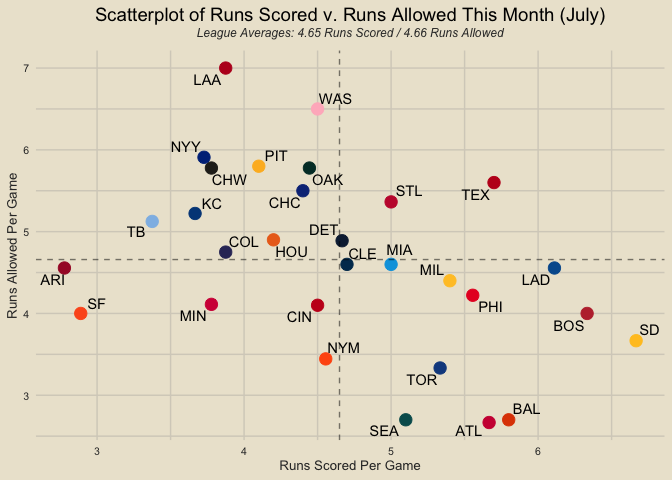 Scatterplot of Runs Scored v. Runs Allowed This Month (July)
League Averages: 4.65 Runs Scored / 4.66 Runs Allowed
7
LAA
WAS
6
NYY
PIT
CHW
OAK
CHC
STL
TEX
KC
5
TB
DET
COL
HOU
CLE
MIA
ARI
MIL
LAD
SF
PHI
4
MIN
CIN
BOS
SD
NYM
TOR
3
SEA
ATL
BAL
3
4
5
6
Runs Allowed Per Game
Runs Scored Per Game